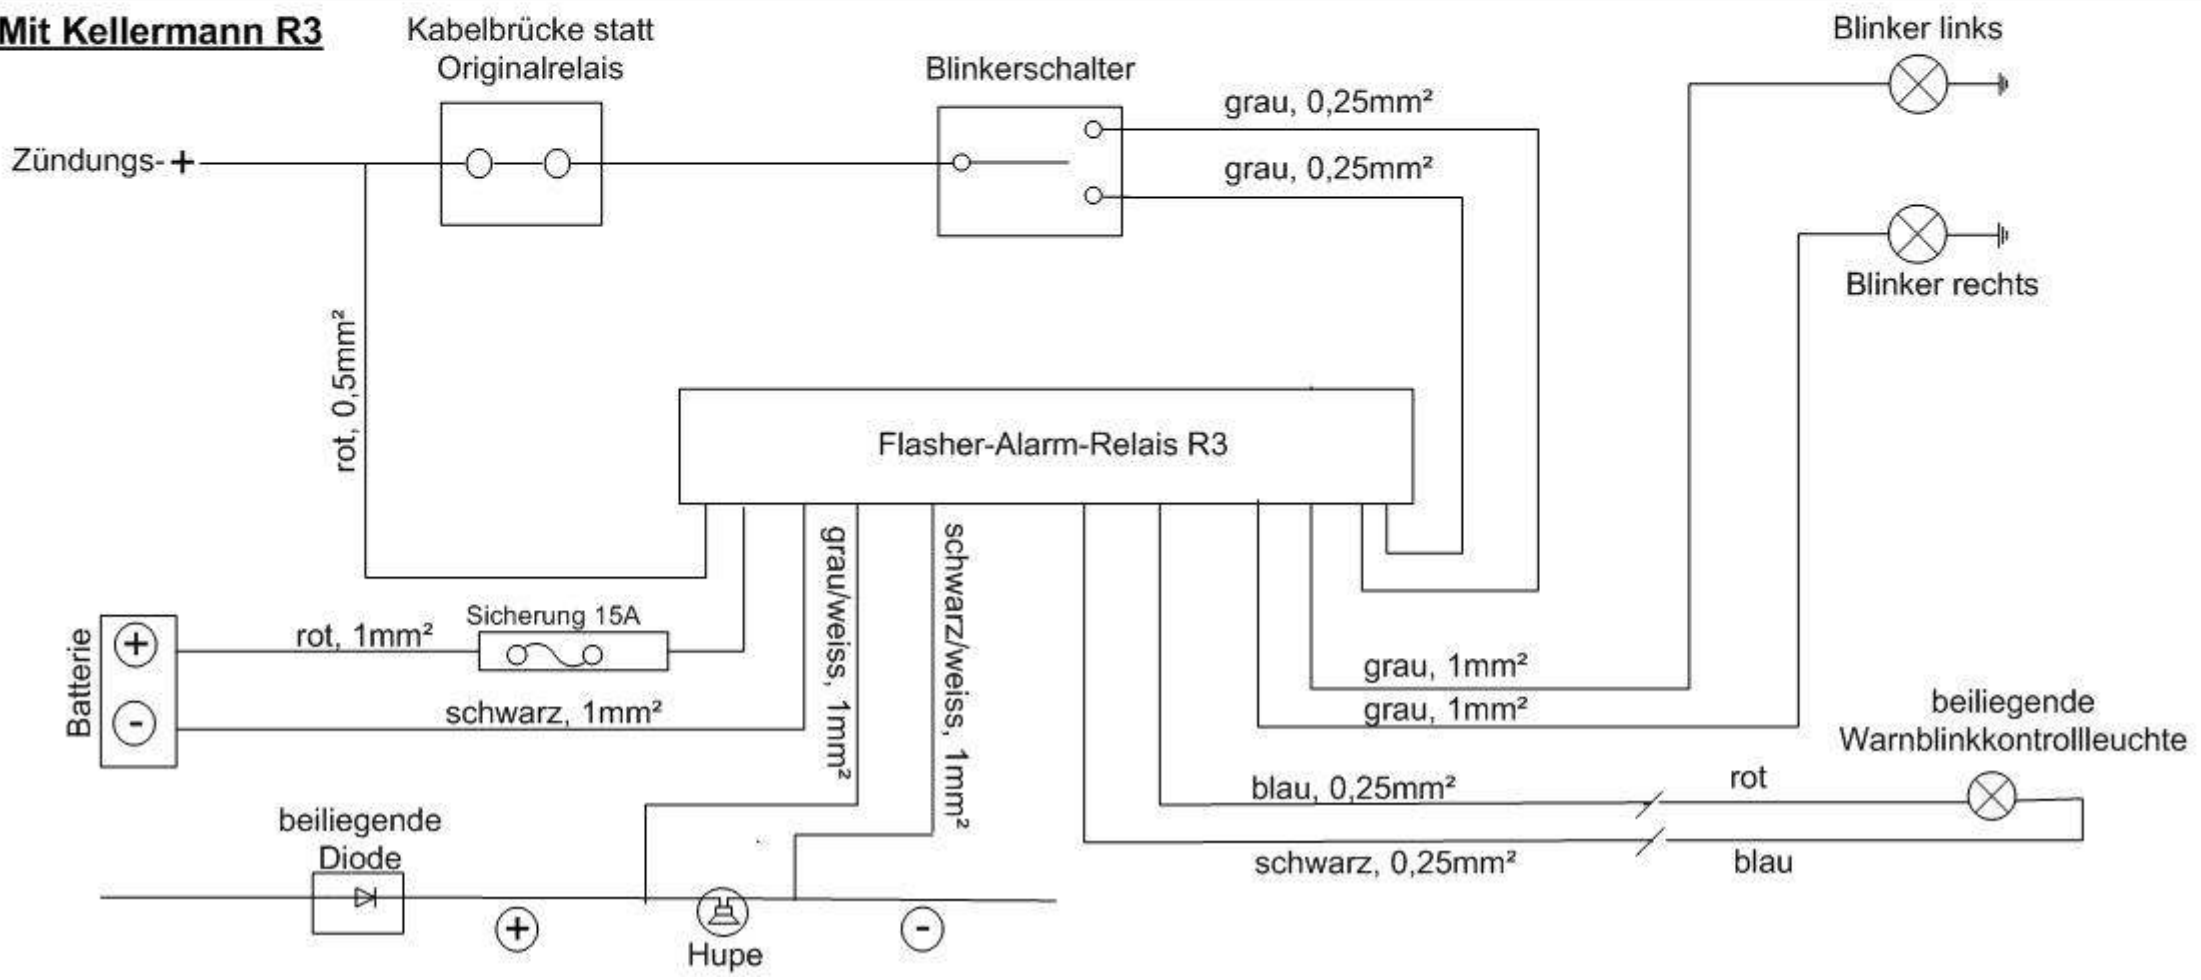 Mit Kellermann R3
Kabelbrücke statt
Originalrelais
Blinkerschalter
Blinker links
grau, 0,25mm²
Zündungs-+
grau, 0,25mm²
Blinker rechts
rot, 0,5mm²
Flasher-Alarm-Relais R3
grau/weiss, 1mm²
schwarz/weiss, 1mm²
Batterie
+
-
rot, 1mm²
Sicherung 15A
schwarz, 1mm²
grau, 1mm²
grau, 1mm²
beiliegende
Warnblinkkontrollleuchte
blau, 0,25mm²
rot
schwarz, 0,25mm²
blau
beiliegende
Diode
+
Hupe
-